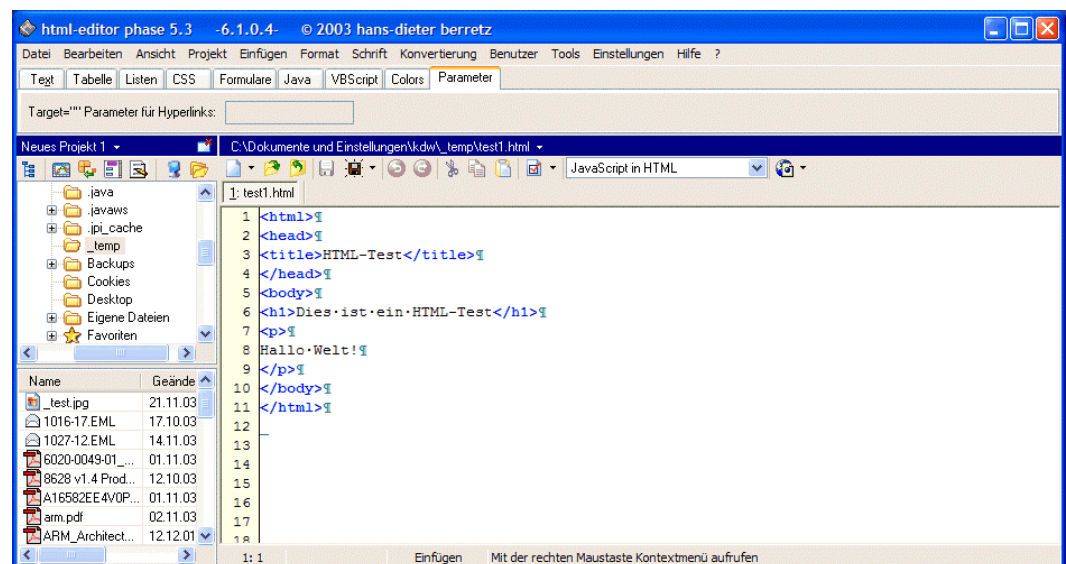 html-editor phase 5.3 -6.1.0.4- © 2003 hans-dieter berretz
Datei Bearbeiten Ansicht Projekt Einfügen Format Schrift Konvertierung Benutzer Tools Einstellungen Hilfe ?
Text Tabelle Listen CSS Formulare Java VBScript Colors Parameter
Target="" Parameter für Hyperlinks:
Neues Projekt 1
C:\Dokumente und Einstellungen\kdw\_temp\test1.html
JavaScript in HTML
.java
.javaws
.jpi_cache
_temp
Backups
Cookies
Desktop
Eigene Dateien
Favoriten
Name Geände
_test.jpg 21.11.03
1016-17.EML 17.10.03
1027-12.EML 14.11.03
6020-0049-01_... 01.11.03
8628 v1.4 Prod... 12.10.03
A16582EE4V0P... 01.11.03
arm.pdf 02.11.03
ARM_Architect... 12.12.01
1: test1.html
1 <html>¶
2 <head>¶
3 <title>HTML-Test</title>¶
4 </head>¶
5 <body>¶
6 <h1>Dies·ist·ein·HTML-Test</h1>¶
7 <p>¶
8 Hallo·Welt!¶
9 </p>¶
10 </body>¶
11 </html>¶
12
13
14
15
16
17
18
1: 1 Einfügen Mit der rechten Maustaste Kontextmenü aufrufen